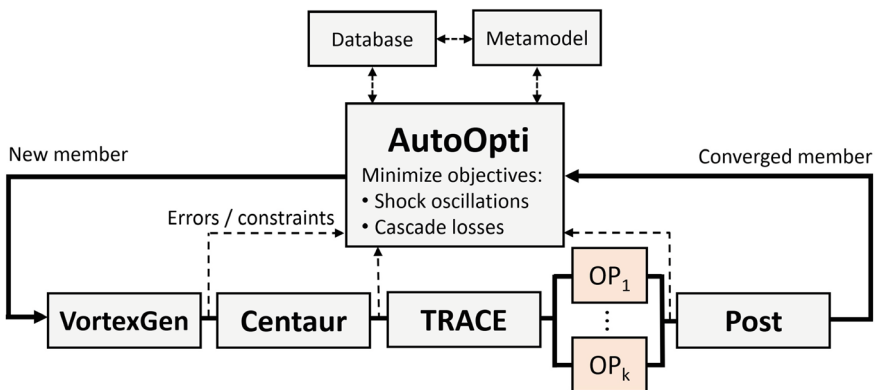 Database
Metamodel
AutoOpti
Minimize objectives:
• Shock oscillations
• Cascade losses
New member
Converged member
Errors / constraints
VortexGen
Centaur
TRACE
OP₁
⋮
OPₖ
Post